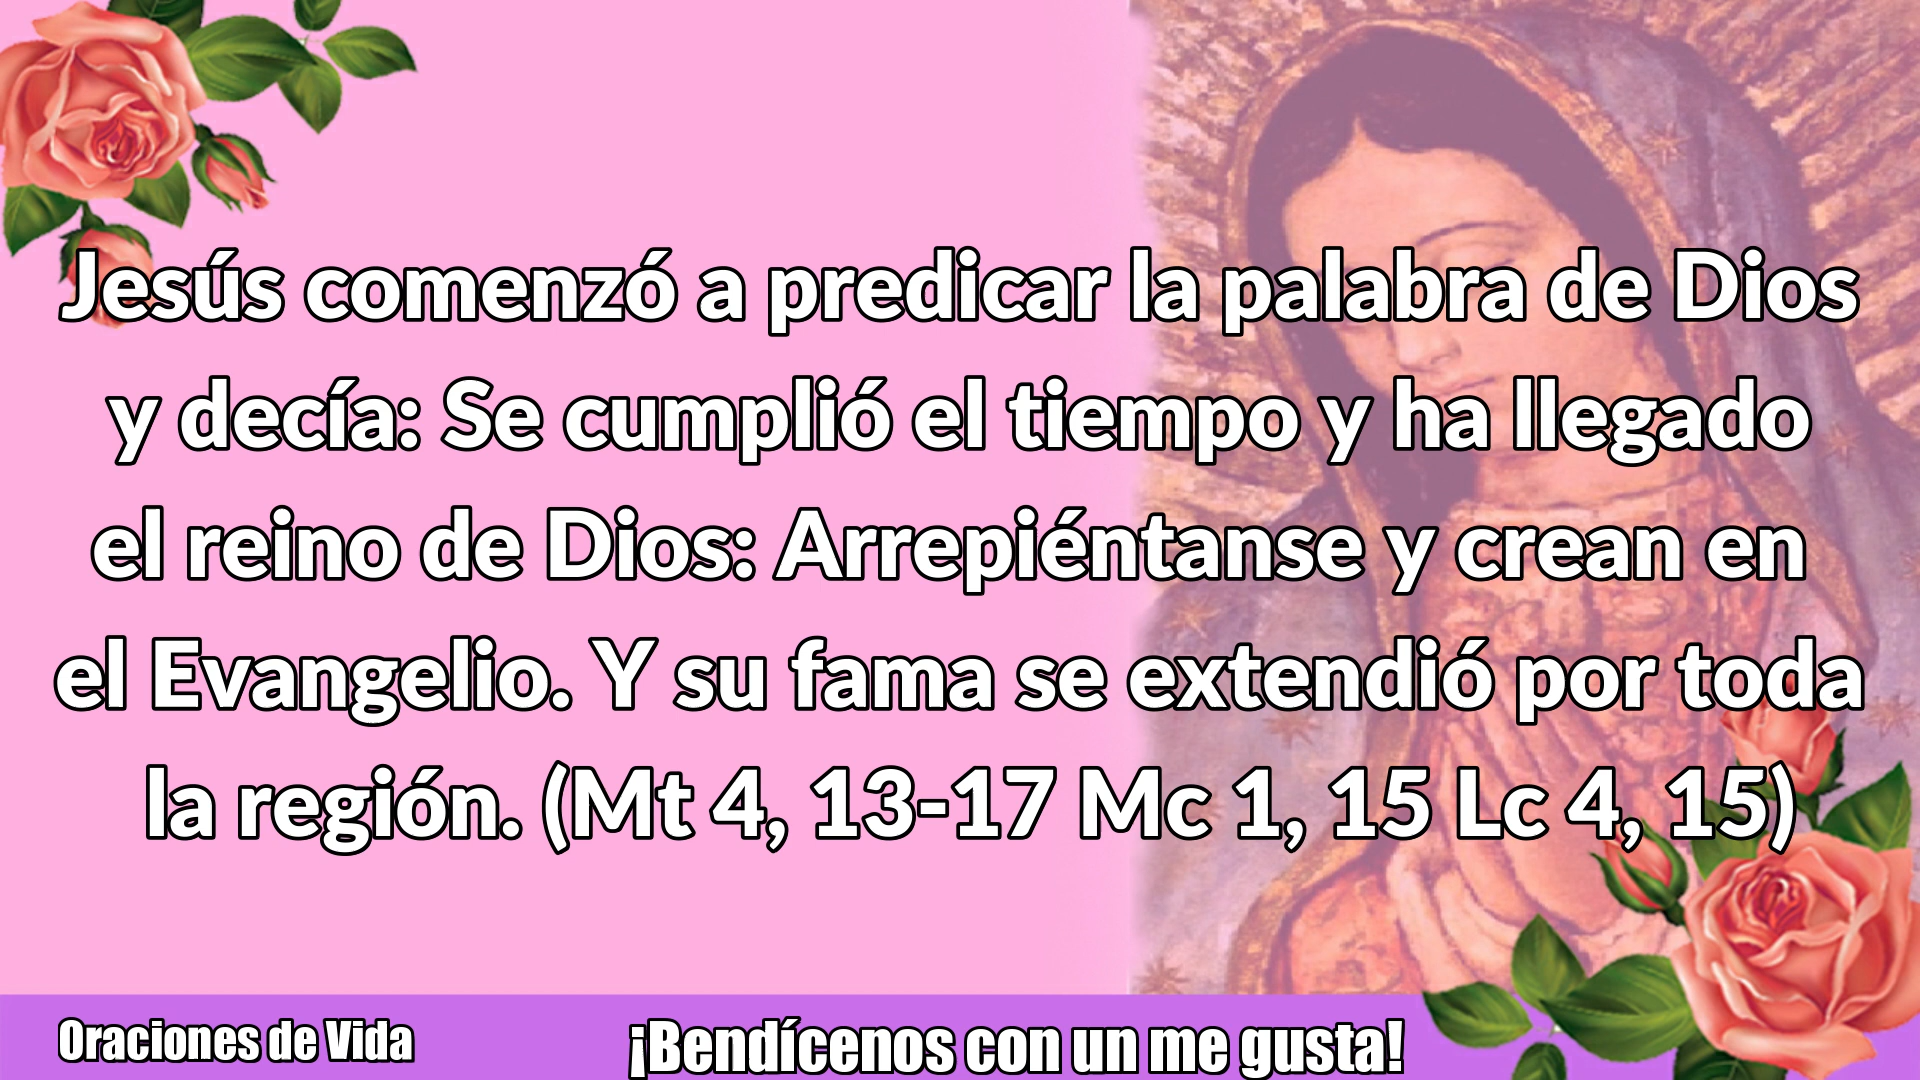 Jesús comenzó a predicar la palabra de Dios
y decía: Se cumplió el tiempo y ha llegado
el reino de Dios: Arrepiéntanse y crean en
el Evangelio. Y su fama se extendió por toda
la región. (Mt 4, 13-17 Mc 1, 15 Lc 4, 15)
Oraciones de Vida
¡Bendícenos con un me gusta!